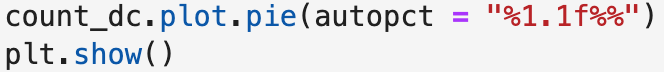 count_dc.plot.pie(autopct = "%1.1f%%")
plt.show()